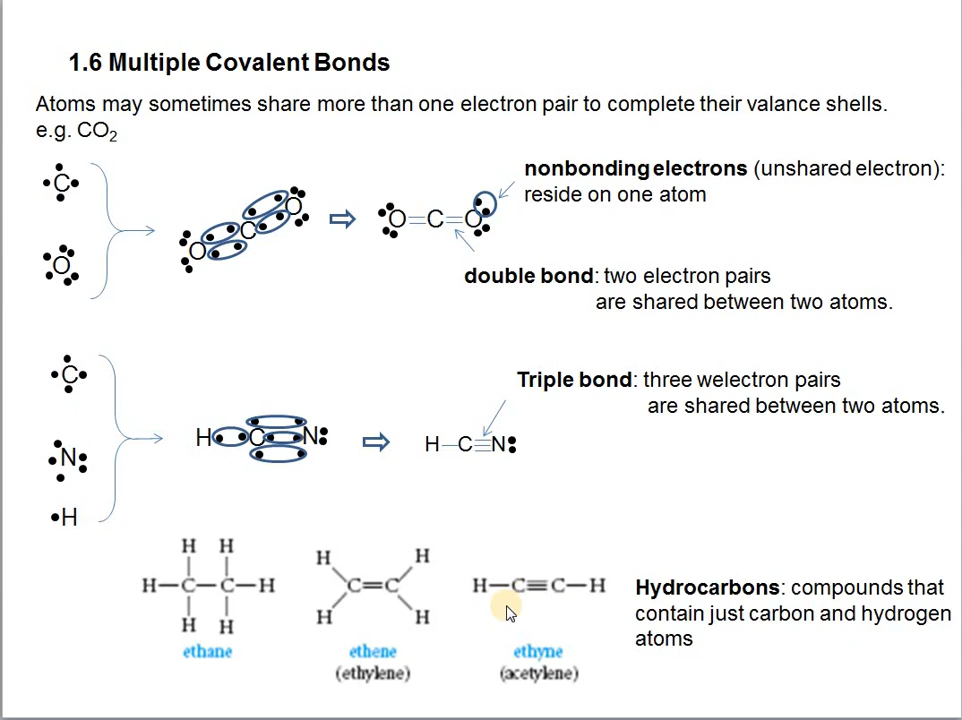 1.6 Multiple Covalent Bonds
Atoms may sometimes share more than one electron pair to complete their valance shells.
e.g. CO₂
C
O
O C O
O=C=O
nonbonding electrons (unshared electron):
reside on one atom
double bond: two electron pairs
are shared between two atoms.
C
N
H
H C N
H–C≡N
Triple bond: three welectron pairs
are shared between two atoms.
H H
H–C–C–H
H H
ethane
H H
C=C
H H
ethene
(ethylene)
H–C≡C–H
ethyne
(acetylene)
Hydrocarbons: compounds that
contain just carbon and hydrogen
atoms